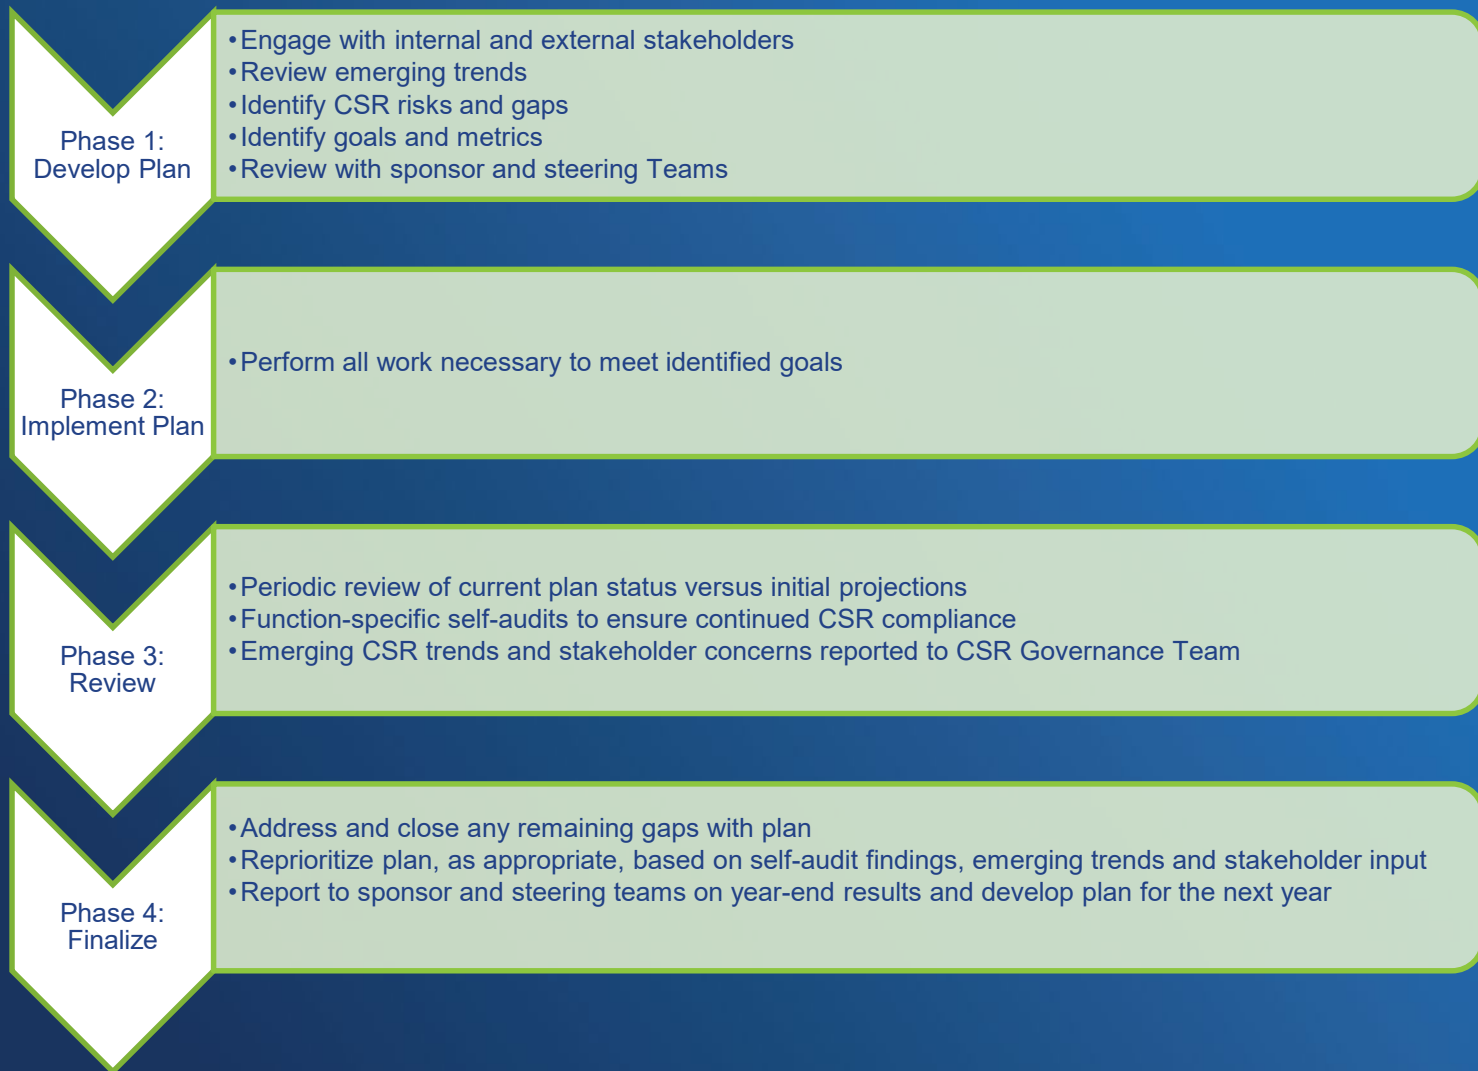 Phase 1:
Develop Plan
•Engage with internal and external stakeholders
•Review emerging trends
•Identify CSR risks and gaps
•Identify goals and metrics
•Review with sponsor and steering Teams
Phase 2:
Implement Plan
•Perform all work necessary to meet identified goals
Phase 3:
Review
•Periodic review of current plan status versus initial projections
•Function-specific self-audits to ensure continued CSR compliance
•Emerging CSR trends and stakeholder concerns reported to CSR Governance Team
Phase 4:
Finalize
•Address and close any remaining gaps with plan
•Reprioritize plan, as appropriate, based on self-audit findings, emerging trends and stakeholder input
•Report to sponsor and steering teams on year-end results and develop plan for the next year